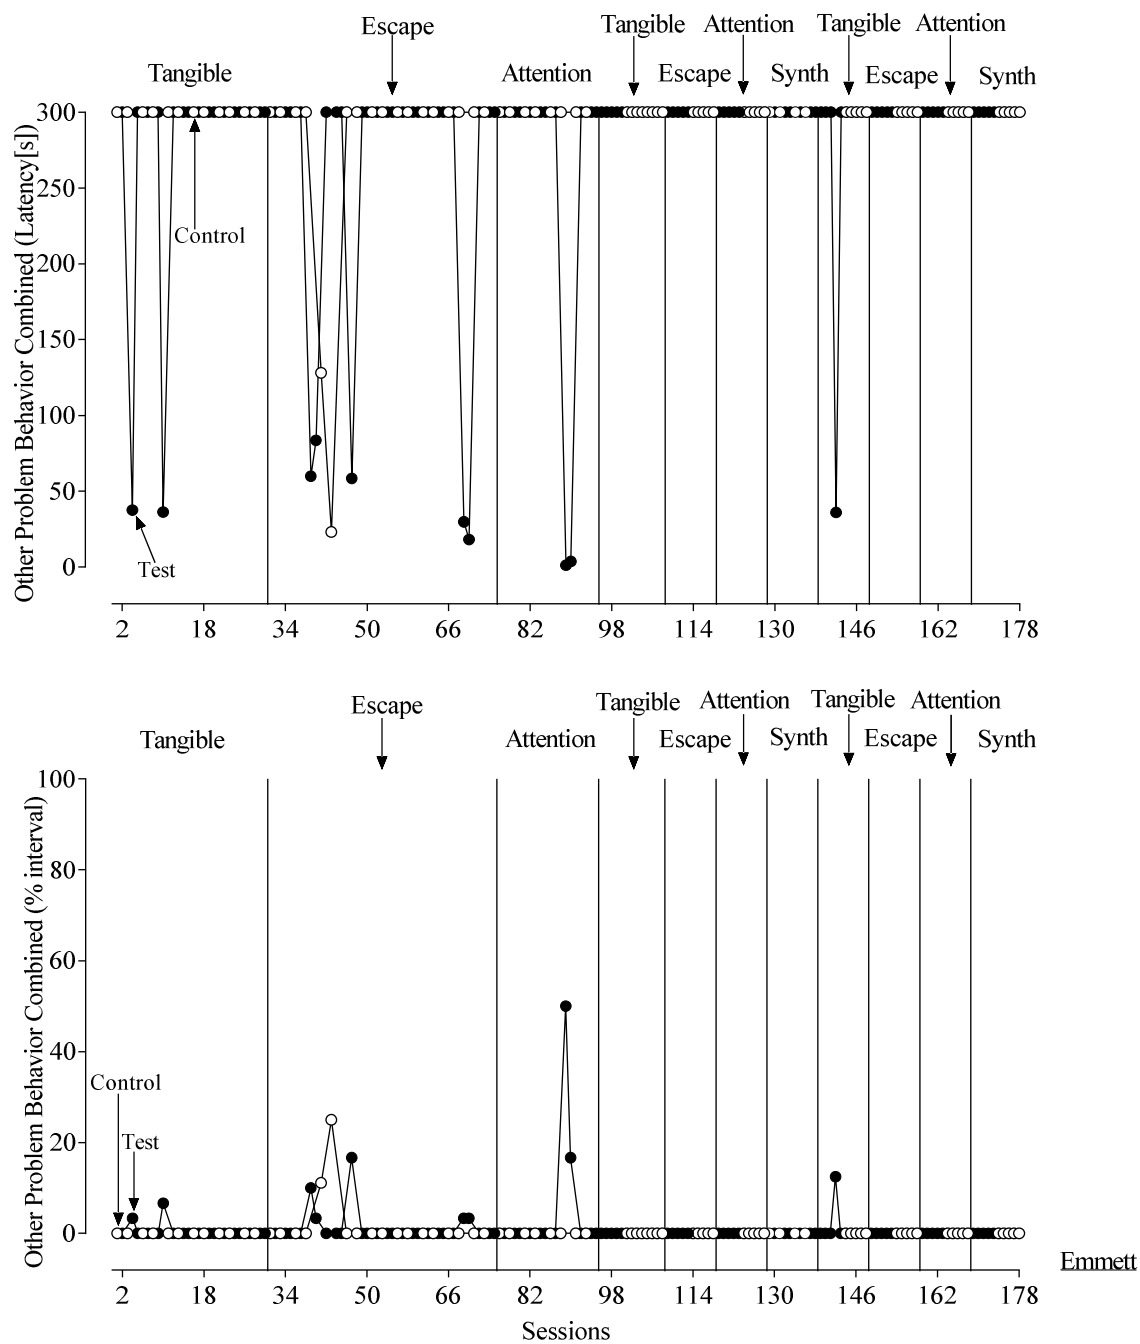 Escape
Tangible Attention Tangible Attention
Tangible Attention Escape Synth Escape Synth
Other Problem Behavior Combined (Latency[s])
300
250
200
150
100
50
0
Control
Test
2 18 34 50 66 82 98 114 130 146 162 178
Escape
Tangible Attention Tangible Attention
Tangible Attention Escape Synth Escape Synth
Other Problem Behavior Combined (% interval)
100
80
60
40
20
0
Control
Test
Emmett
2 18 34 50 66 82 98 114 130 146 162 178
Sessions